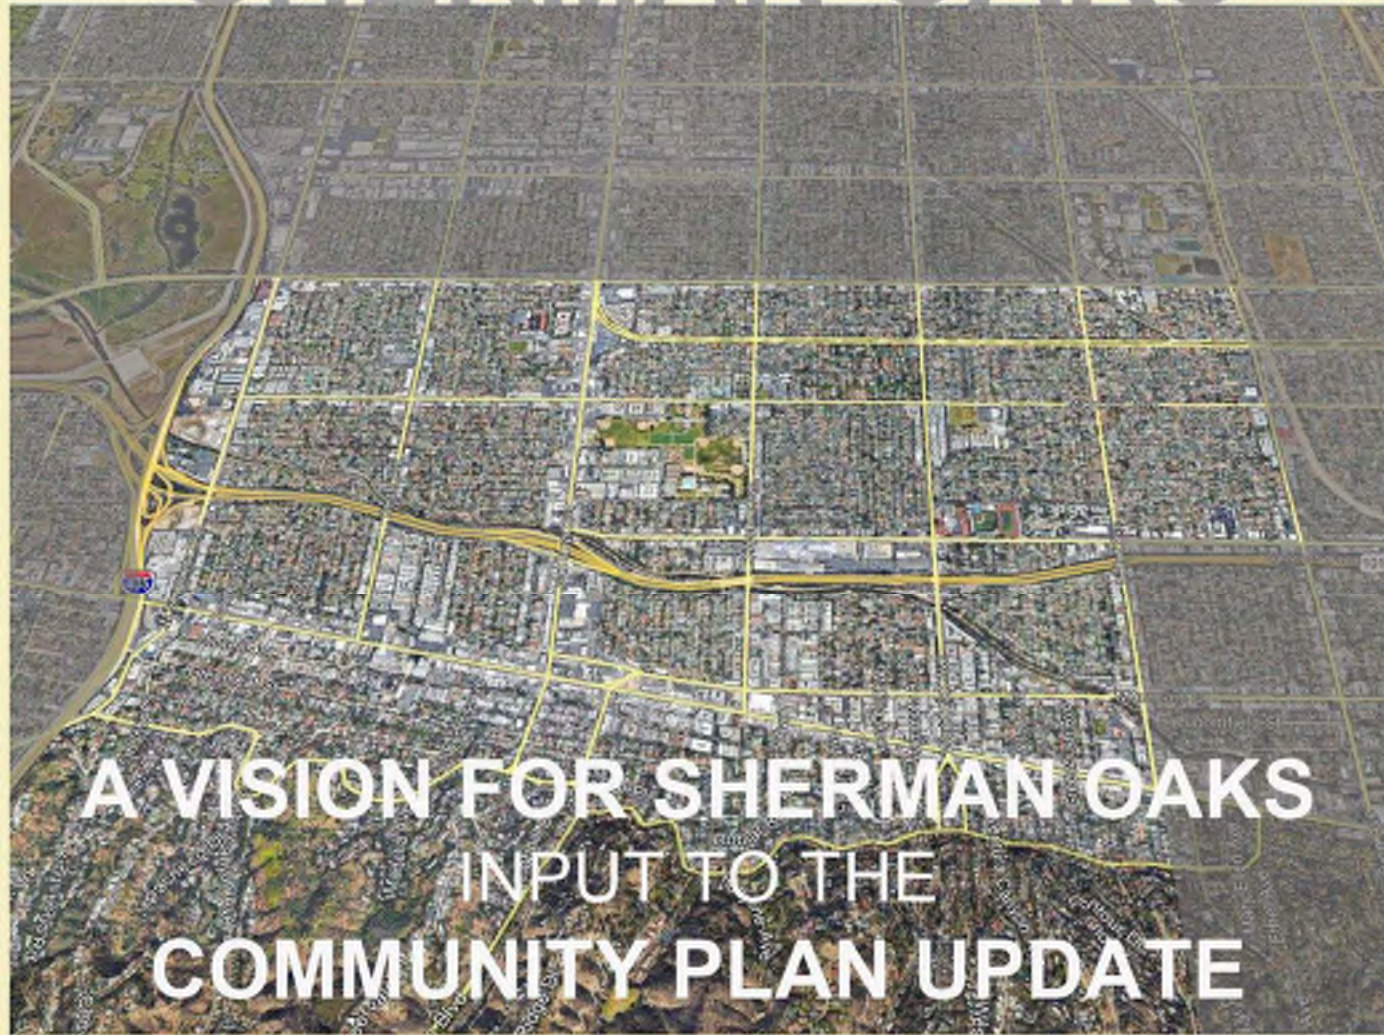 A VISION FOR SHERMAN OAKS
INPUT TO THE
COMMUNITY PLAN UPDATE